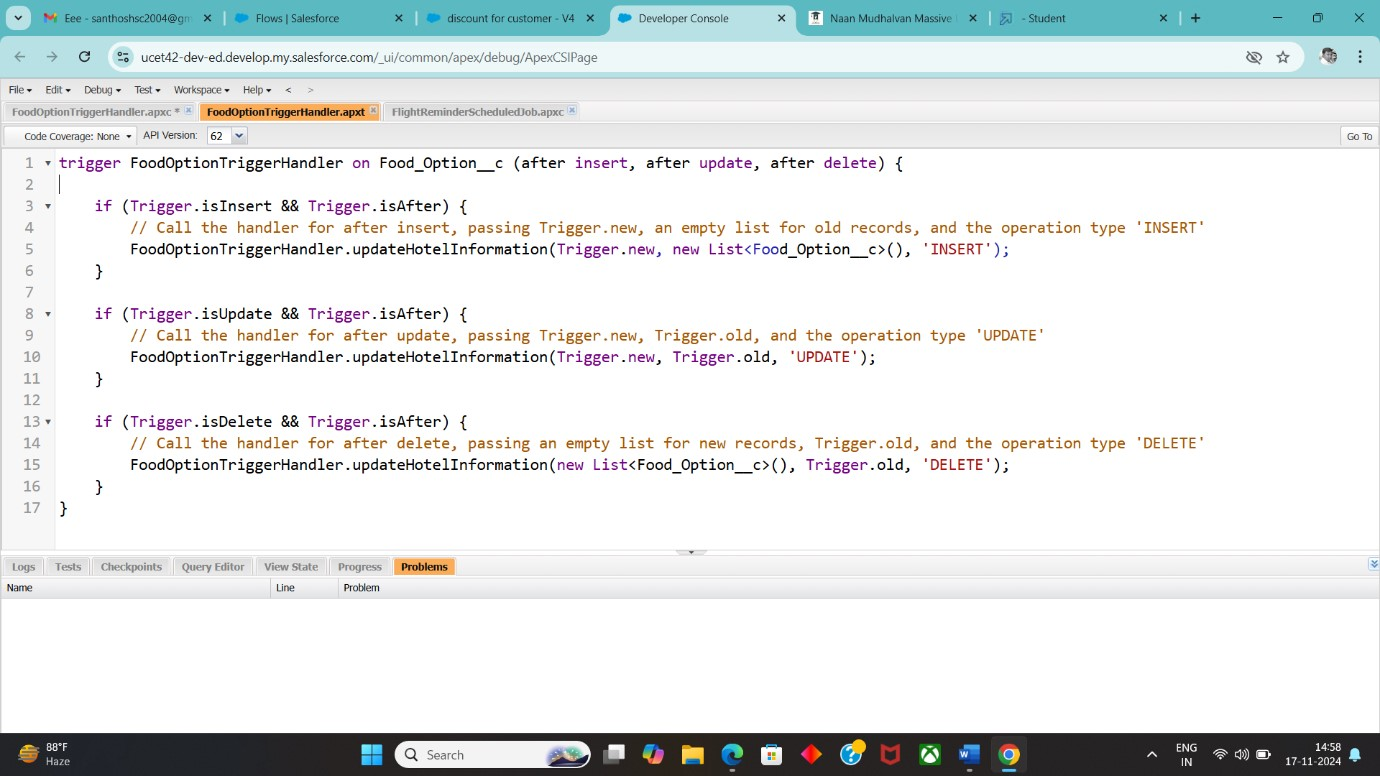 Eee - santhoshsc2004@gm
Flows | Salesforce
discount for customer - V4
Developer Console
Naan Mudhalvan Massive
- Student
ucet42-dev-ed.develop.my.salesforce.com/_ui/common/apex/debug/ApexCSIPage
File Edit Debug Test Workspace Help < >
FoodOptionTriggerHandler.apxc * FoodOptionTriggerHandler.apxt FlightReminderScheduledJob.apxc
Code Coverage: None API Version: 62 Go To
1 trigger FoodOptionTriggerHandler on Food_Option__c (after insert, after update, after delete) {
2
3 if (Trigger.isInsert && Trigger.isAfter) {
4 // Call the handler for after insert, passing Trigger.new, an empty list for old records, and the operation type 'INSERT'
5 FoodOptionTriggerHandler.updateHotelInformation(Trigger.new, new List<Food_Option__c>(), 'INSERT');
6 }
7
8 if (Trigger.isUpdate && Trigger.isAfter) {
9 // Call the handler for after update, passing Trigger.new, Trigger.old, and the operation type 'UPDATE'
10 FoodOptionTriggerHandler.updateHotelInformation(Trigger.new, Trigger.old, 'UPDATE');
11 }
12
13 if (Trigger.isDelete && Trigger.isAfter) {
14 // Call the handler for after delete, passing an empty list for new records, Trigger.old, and the operation type 'DELETE'
15 FoodOptionTriggerHandler.updateHotelInformation(new List<Food_Option__c>(), Trigger.old, 'DELETE');
16 }
17 }
Logs Tests Checkpoints Query Editor View State Progress Problems
Name Line Problem
88°F
Haze
Search
ENG
IN
14:58
17-11-2024